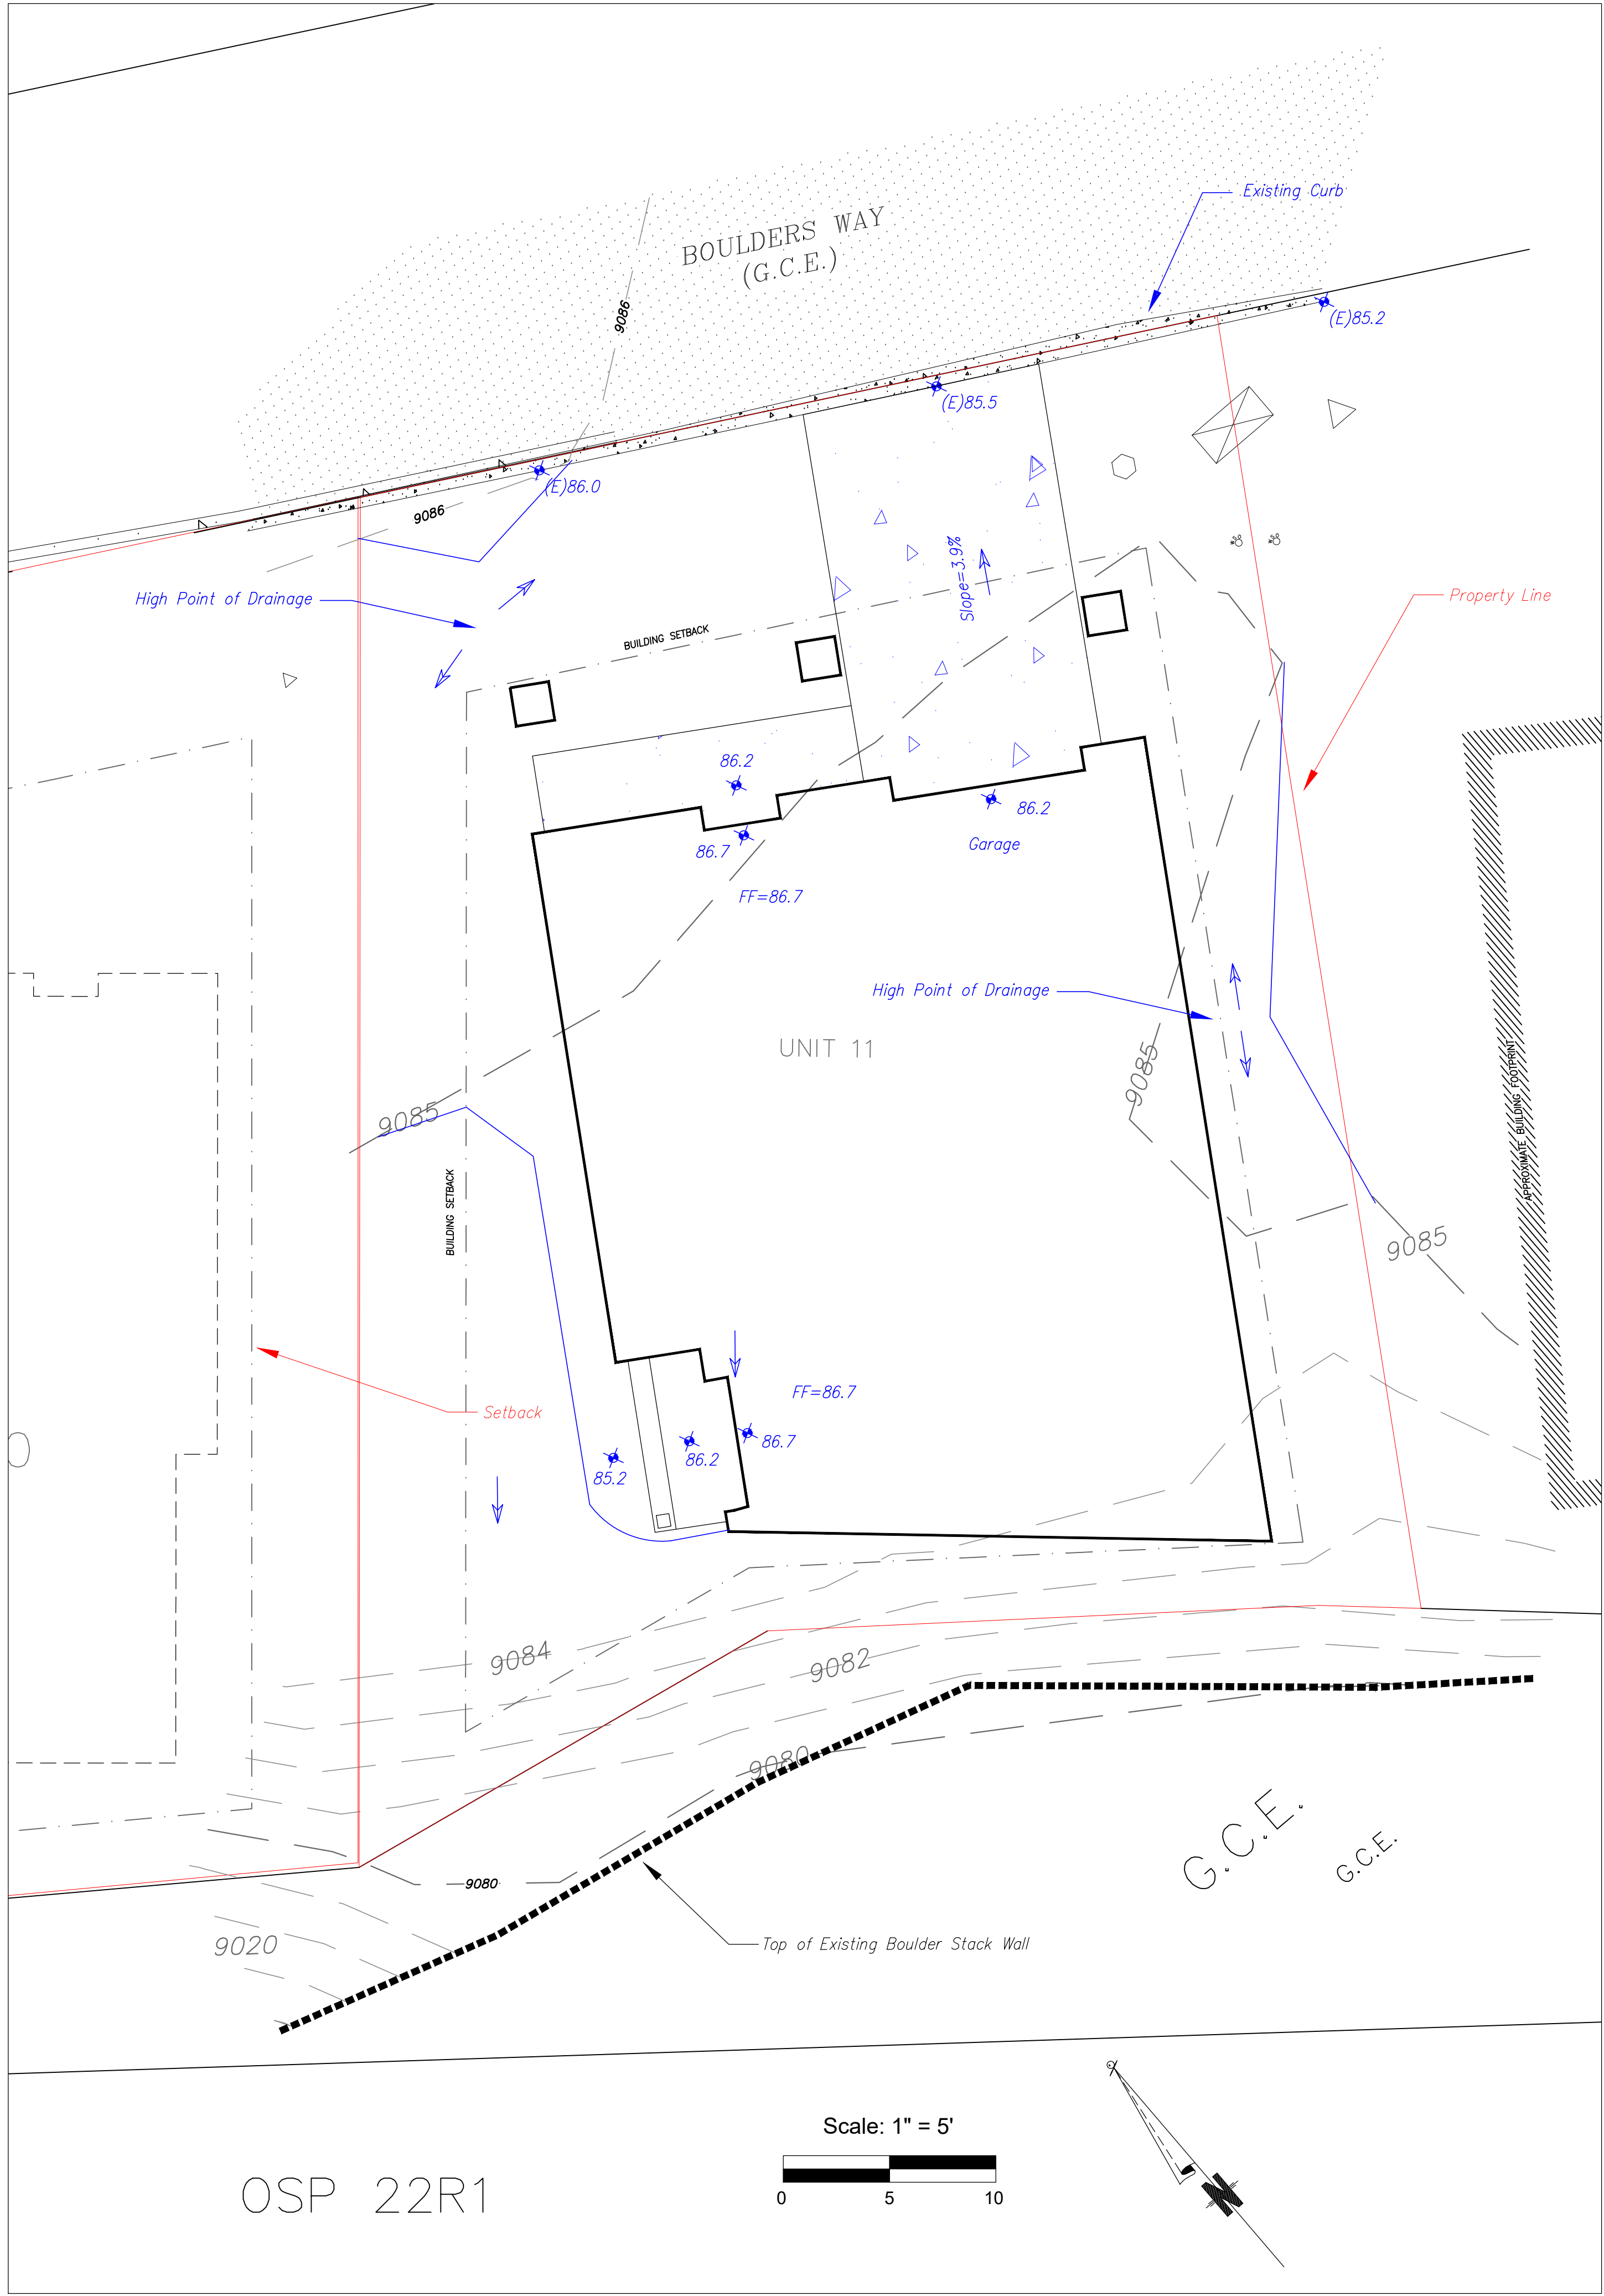 Existing Curb
BOULDERS WAY
(G.C.E.)
9086
(E)85.2
(E)85.5
(E)86.0
9086
Slope=3.9%
High Point of Drainage
Property Line
BUILDING SETBACK
86.2
86.2
86.7
Garage
FF=86.7
High Point of Drainage
UNIT 11
9085
9085
APPROXIMATE BUILDING FOOTPRINT
BUILDING SETBACK
9085
FF=86.7
Setback
86.7
86.2
85.2
0
9084
9082
9080
G.C.E.
G.C.E.
9080
9020
Top of Existing Boulder Stack Wall
Scale: 1" = 5'
0 5 10
N
OSP 22R1